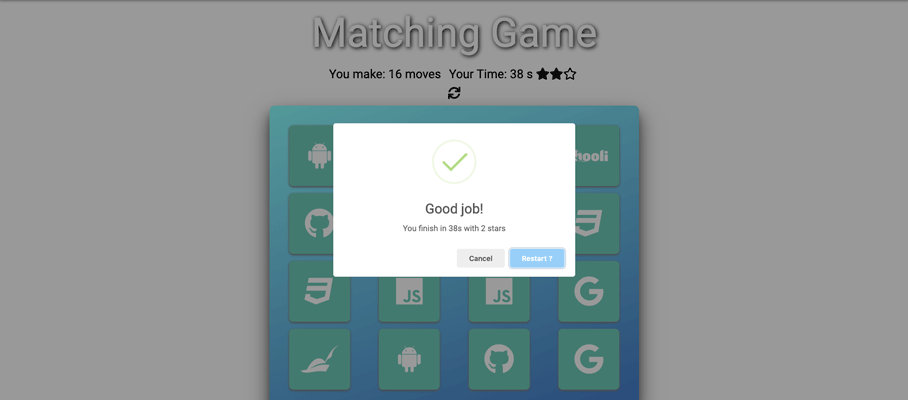 Matching Game
You make: 16 moves Your Time: 38 s
Good job!
You finish in 38s with 2 stars
Cancel
Restart ?
JS
JS
G
G